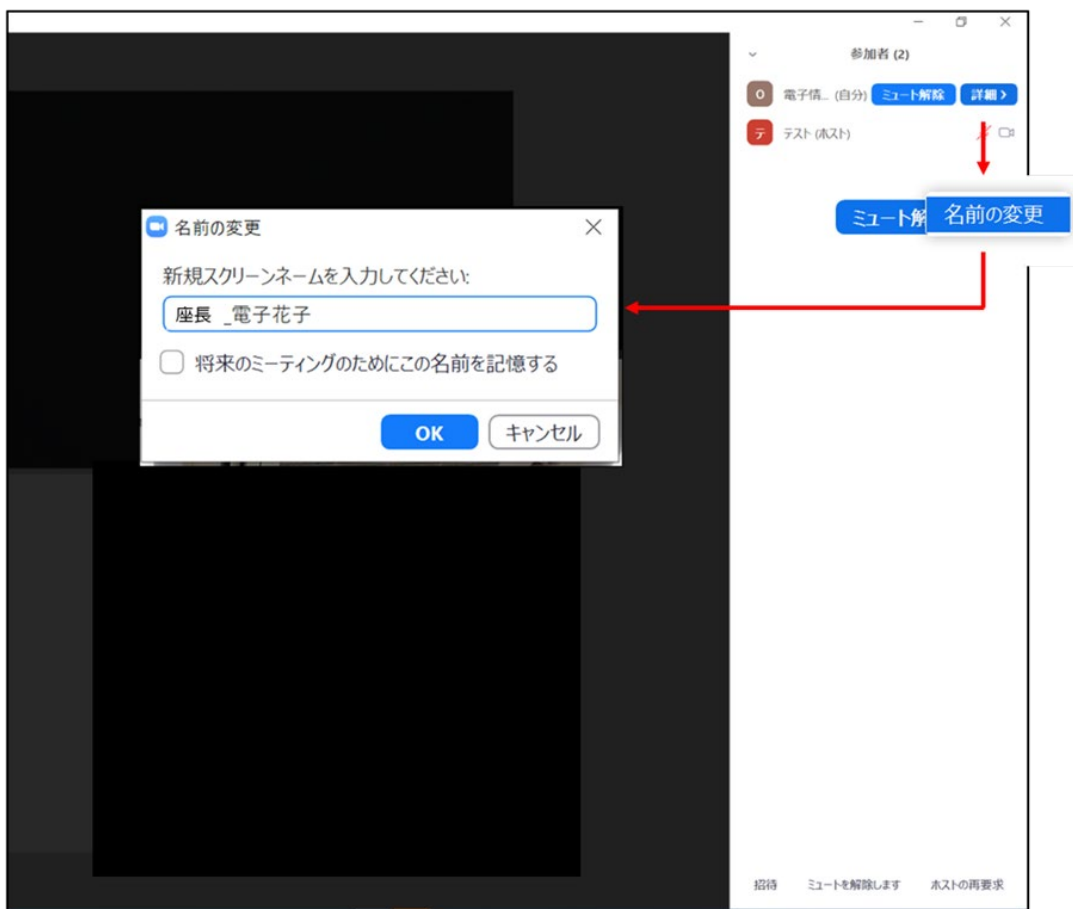 参加者 (2)
O 電子情... (自分) ミュート解除 詳細 >
テ テスト (ホスト)
ミュート解
名前の変更
名前の変更
新規スクリーンネームを入力してください:
座長 _電子花子
将来のミーティングのためにこの名前を記憶する
OK キャンセル
招待 ミュートを解除します ホストの再要求